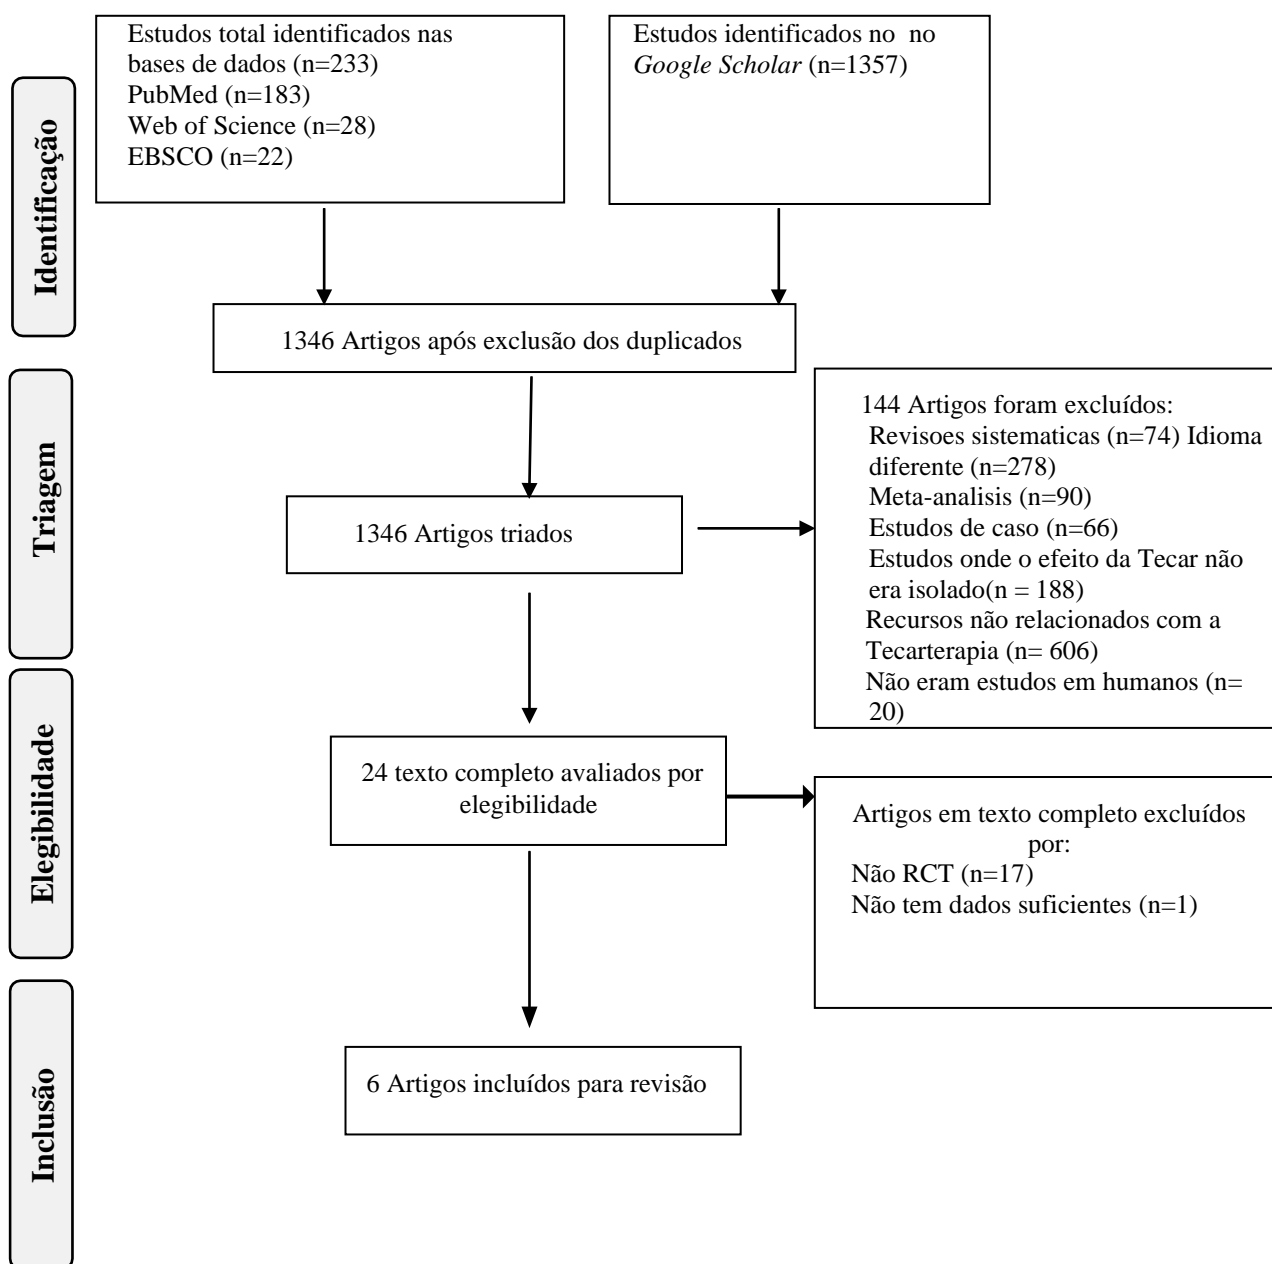 Identificação
Estudos total identificados nas
bases de dados (n=233)
PubMed (n=183)
Web of Science (n=28)
EBSCO (n=22)
Estudos identificados no no
Google Scholar (n=1357)
1346 Artigos após exclusão dos duplicados
Triagem
1346 Artigos triados
144 Artigos foram excluídos:
Revisoes sistematicas (n=74) Idioma
diferente (n=278)
Meta-analisis (n=90)
Estudos de caso (n=66)
Estudos onde o efeito da Tecar não
era isolado(n = 188)
Recursos não relacionados com a
Tecarterapia (n= 606)
Não eram estudos em humanos (n=
20)
Elegibilidade
24 texto completo avaliados por
elegibilidade
Artigos em texto completo excluídos
por:
Não RCT (n=17)
Não tem dados suficientes (n=1)
Inclusão
6 Artigos incluídos para revisão